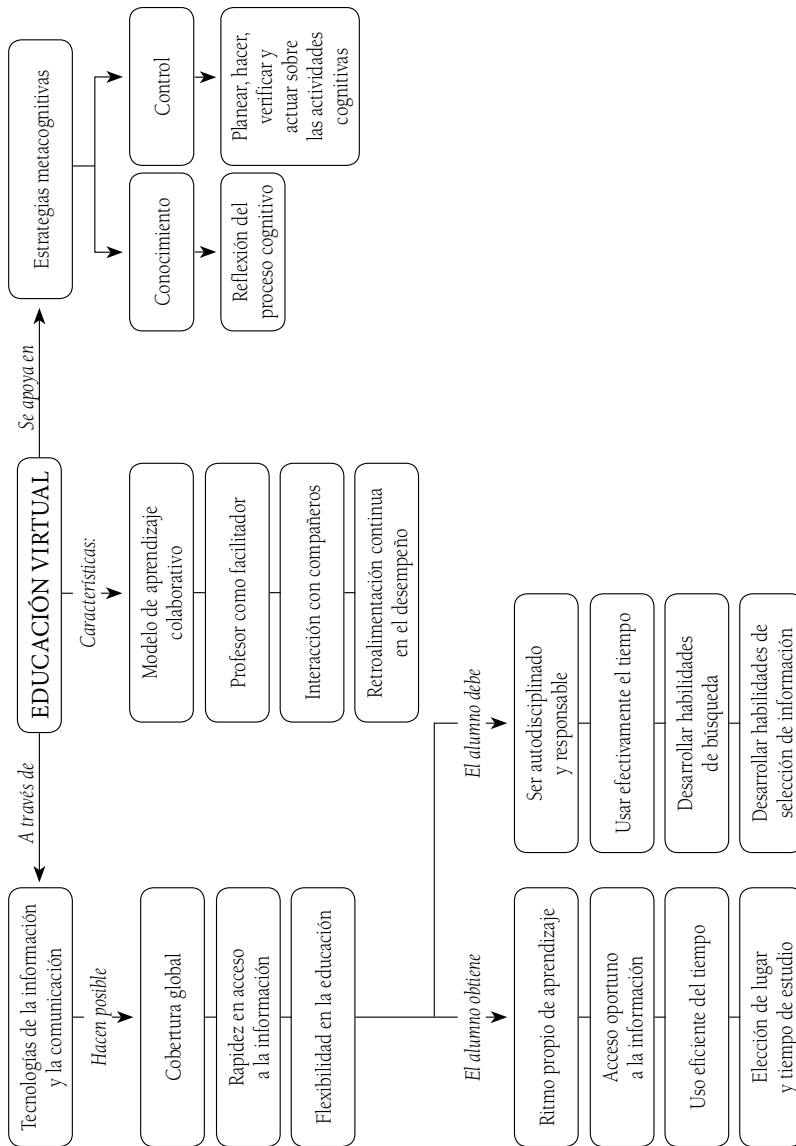 EDUCACIÓN VIRTUAL
A través de
Tecnologías de la información
y la comunicación
Hacen posible
Cobertura global
Rapidez en acceso
a la información
Flexibilidad en la educación
El alumno obtiene
Ritmo propio de aprendizaje
Acceso oportuno
a la información
Uso eficiente del tiempo
Elección de lugar
y tiempo de estudio
El alumno debe
Ser autodisciplinado
y responsable
Usar efectivamente el tiempo
Desarrollar habilidades
de búsqueda
Desarrollar habilidades de
selección de información
Características:
Modelo de aprendizaje
colaborativo
Profesor como facilitador
Interacción con compañeros
Retroalimentación continua
en el desempeño
Se apoya en
Estrategias metacognitivas
Conocimiento
Reflexión del
proceso cognitivo
Control
Planear, hacer,
verificar y
actuar sobre
las actividades
cognitivas